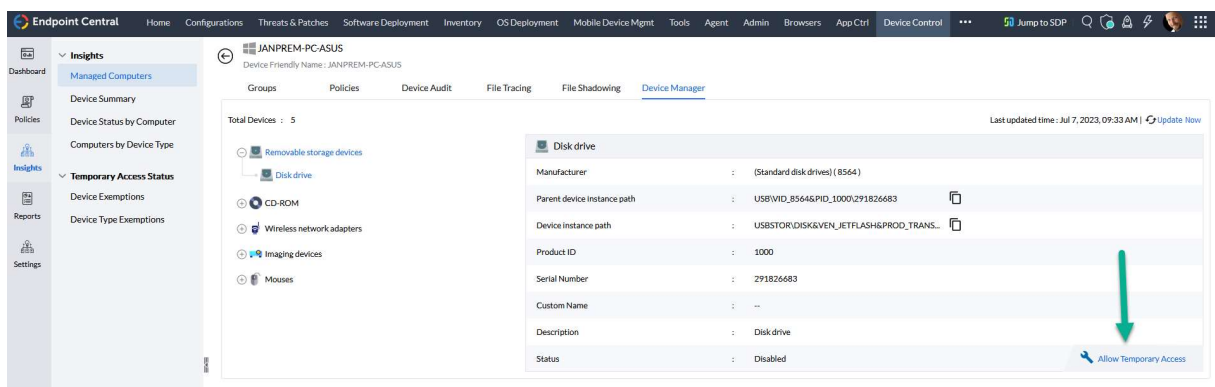 Endpoint Central Home Configurations Threats & Patches Software Deployment Inventory OS Deployment Mobile Device Mgmt Tools Agent Admin Browsers App Ctrl Device Control ••• Jump to SDP
Dashboard
Policies
Insights
Reports
Settings
Insights
Managed Computers
Device Summary
Device Status by Computer
Computers by Device Type
Temporary Access Status
Device Exemptions
Device Type Exemptions
JANPREM-PC-ASUS
Device Friendly Name : JANPREM-PC-ASUS
Groups Policies Device Audit File Tracing File Shadowing Device Manager
Total Devices : 5
Last updated time : Jul 7, 2023, 09:33 AM | Update Now
Removable storage devices
Disk drive
CD-ROM
Wireless network adapters
Imaging devices
Mouses
Disk drive
Manufacturer : (Standard disk drives) ( 8564 )
Parent device instance path : USB\VID_8564&PID_1000\291826683
Device instance path : USBSTOR\DISK&VEN_JETFLASH&PROD_TRANS...
Product ID : 1000
Serial Number : 291826683
Custom Name : --
Description : Disk drive
Status : Disabled Allow Temporary Access